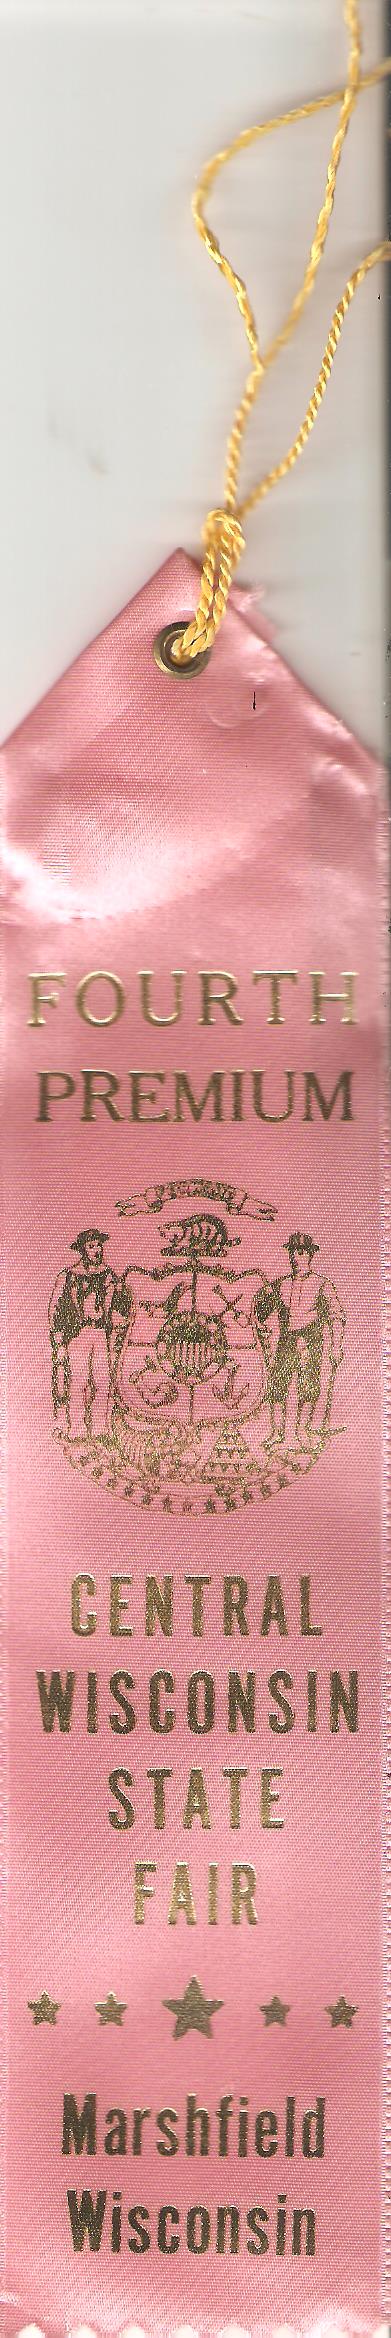 FOURTH
PREMIUM
CENTRAL
WISCONSIN
STATE
FAIR
Marshfield
Wisconsin